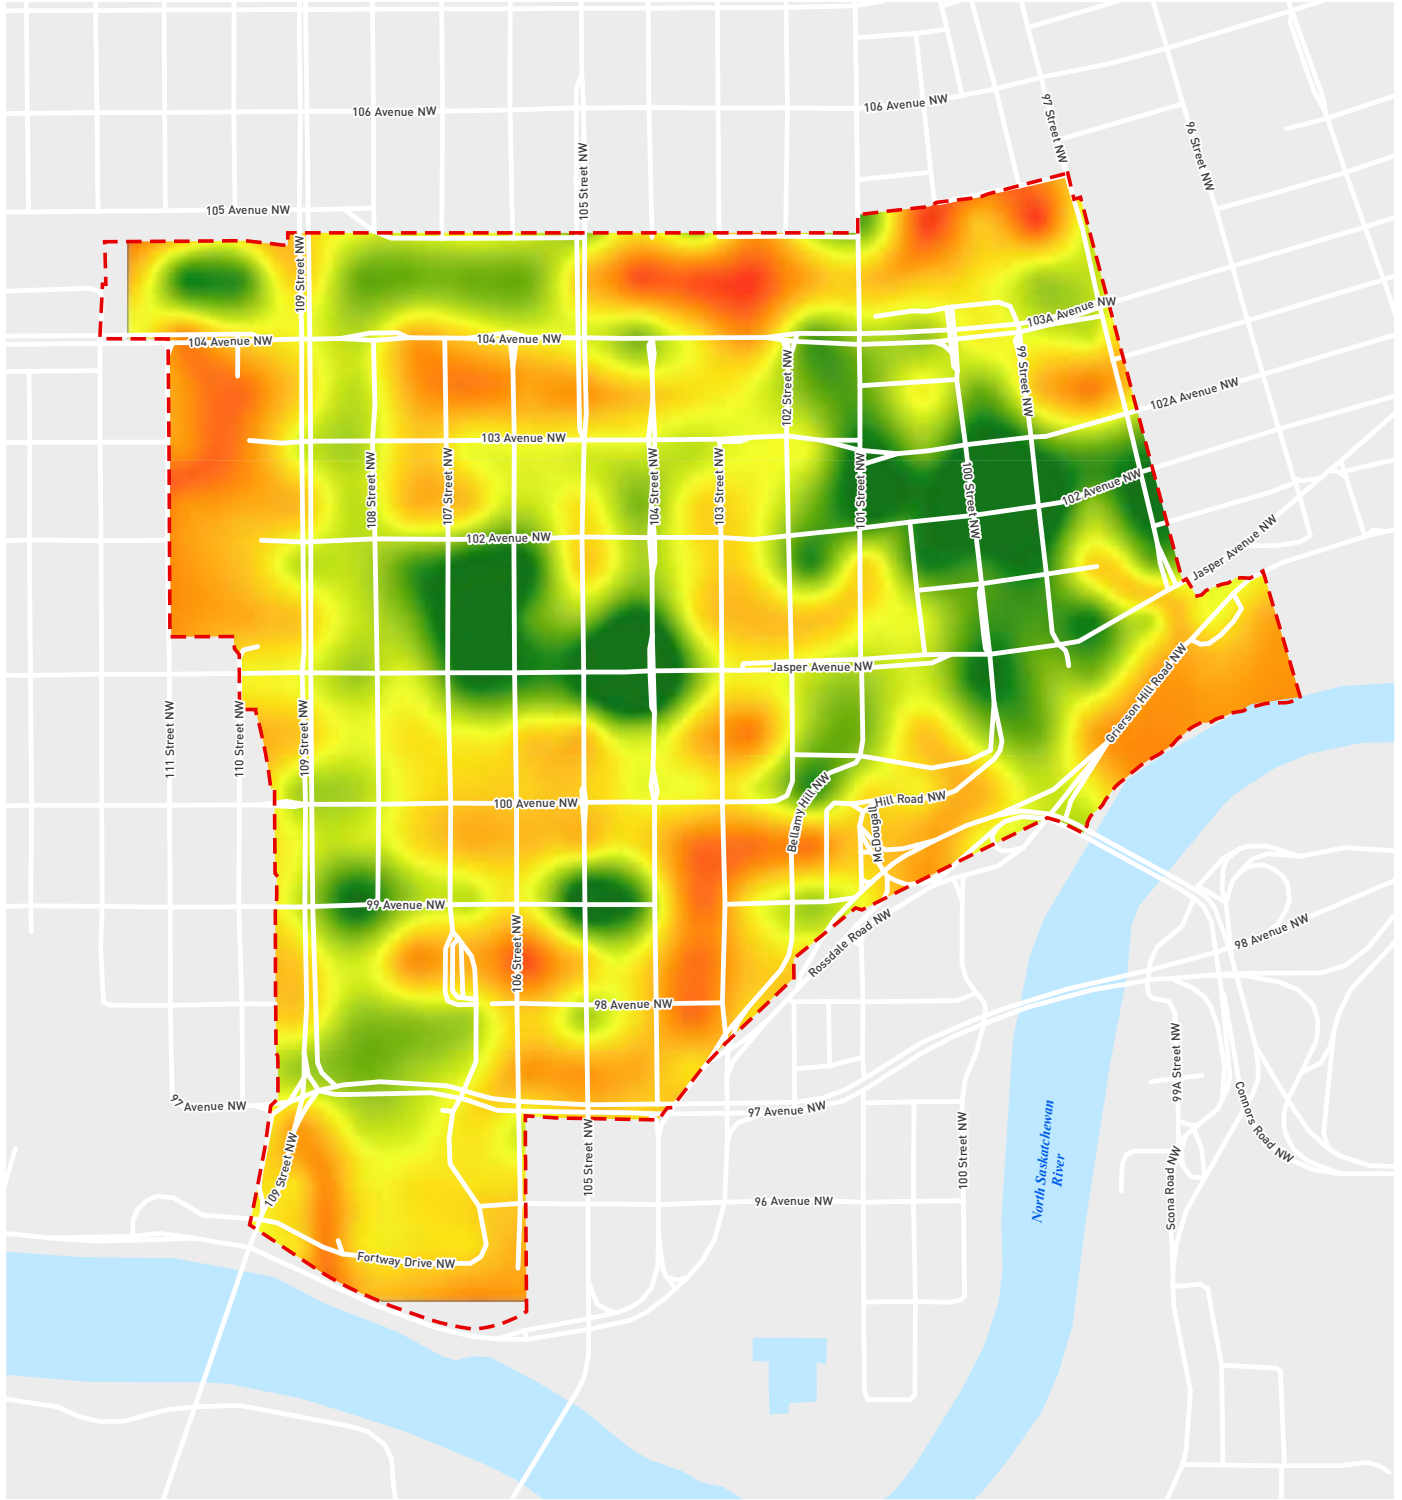 106 Avenue NW
106 Avenue NW
97 Street NW
96 Street NW
105 Street NW
105 Avenue NW
109 Street NW
103A Avenue NW
104 Avenue NW
104 Avenue NW
102 Street NW
99 Street NW
102A Avenue NW
103 Avenue NW
108 Street NW
107 Street NW
104 Street NW
103 Street NW
101 Street NW
100 Street NW
102 Avenue NW
102 Avenue NW
Jasper Avenue NW
Jasper Avenue NW
Grierson Hill Road NW
111 Street NW
110 Street NW
109 Street NW
100 Avenue NW
Bellamy Hill NW
McDougall
Hill Road NW
99 Avenue NW
106 Street NW
Rossdale Road NW
98 Avenue NW
98 Avenue NW
97 Avenue NW
97 Avenue NW
99A Street NW
Connors Road NW
109 Street NW
105 Street NW
100 Street NW
North Saskatchewan
River
Scona Road NW
96 Avenue NW
Fortway Drive NW